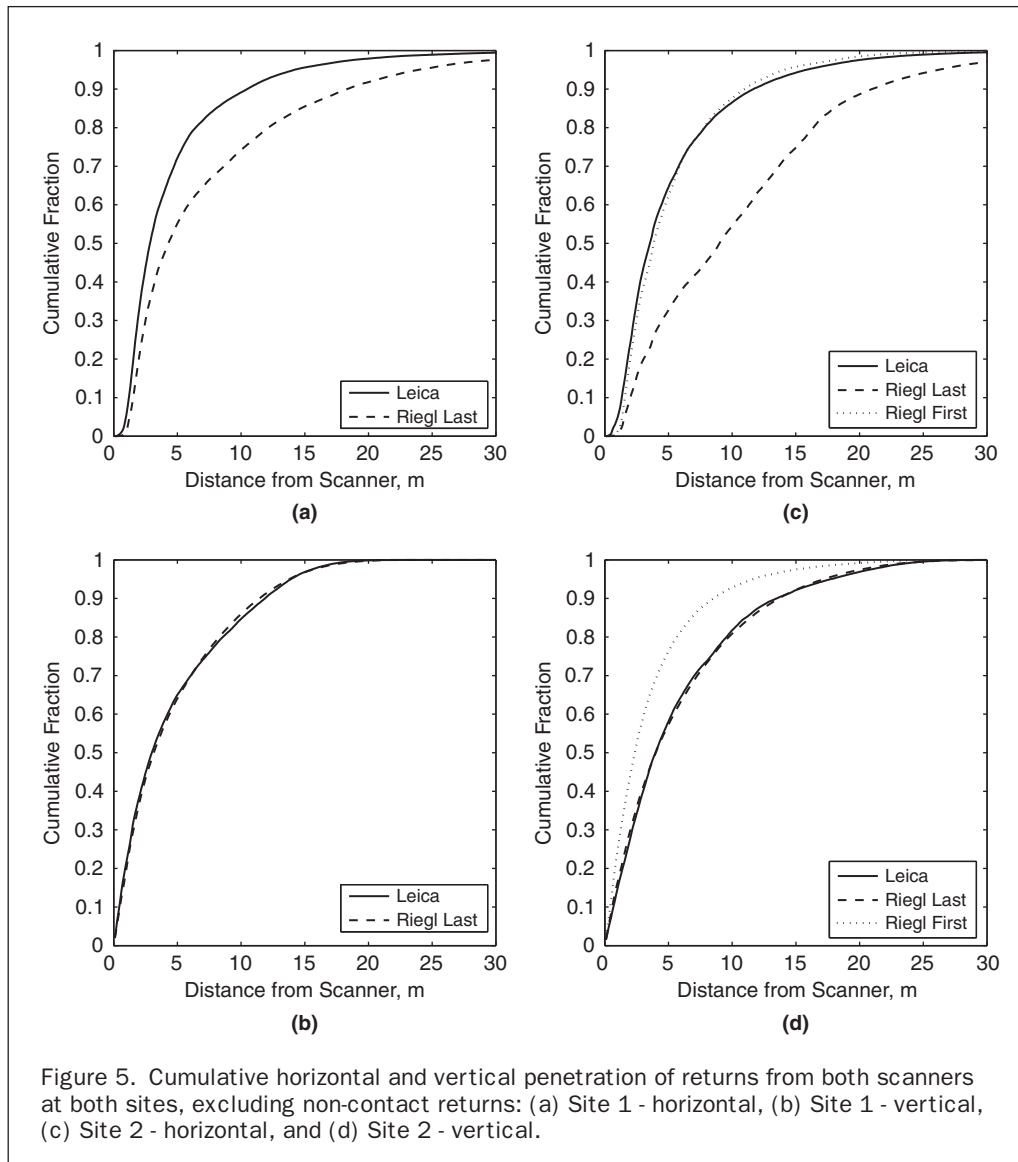 1
0.9
0.8
0.7
0.6
0.5
0.4
0.3
0.2
0.1
0
Cumulative Fraction
Leica
Riegl Last
0 5 10 15 20 25 30
Distance from Scanner, m
(a)
1
0.9
0.8
0.7
0.6
0.5
0.4
0.3
0.2
0.1
0
Cumulative Fraction
Leica
Riegl Last
Riegl First
0 5 10 15 20 25 30
Distance from Scanner, m
(c)
1
0.9
0.8
0.7
0.6
0.5
0.4
0.3
0.2
0.1
0
Cumulative Fraction
Leica
Riegl Last
0 5 10 15 20 25 30
Distance from Scanner, m
(b)
1
0.9
0.8
0.7
0.6
0.5
0.4
0.3
0.2
0.1
0
Cumulative Fraction
Leica
Riegl Last
Riegl First
0 5 10 15 20 25 30
Distance from Scanner, m
(d)
Figure 5. Cumulative horizontal and vertical penetration of returns from both scanners
at both sites, excluding non-contact returns: (a) Site 1 - horizontal, (b) Site 1 - vertical,
(c) Site 2 - horizontal, and (d) Site 2 - vertical.